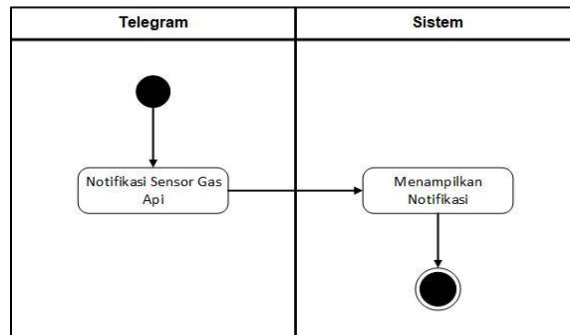 Telegram
Sistem
Notifikasi Sensor Gas
Api
Menampilkan
Notifikasi